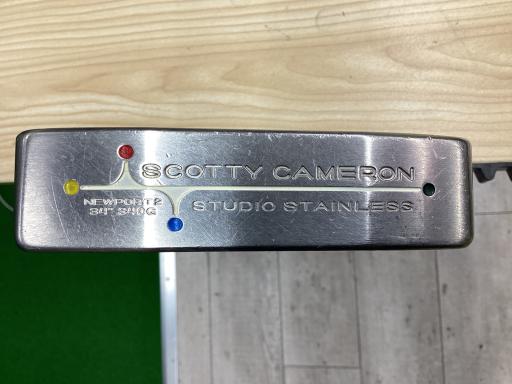 SCOTTY CAMERON
NEWPORT2
34" 340G
STUDIO STAINLESS